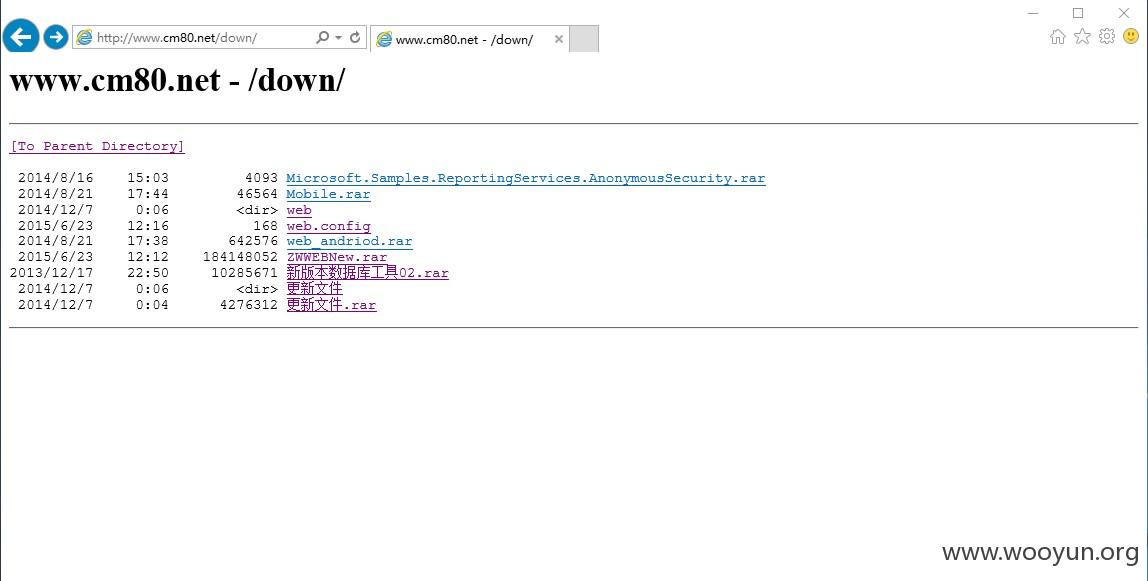 http://www.cm80.net/down/
www.cm80.net - /down/
www.cm80.net - /down/
[To Parent Directory]
2014/8/16 15:03 4093 Microsoft.Samples.ReportingServices.AnonymousSecurity.rar
2014/8/21 17:44 46564 Mobile.rar
2014/12/7 0:06 <dir> web
2015/6/23 12:16 168 web.config
2014/8/21 17:38 642576 web_andriod.rar
2015/6/23 12:12 184148052 ZWWEBNew.rar
2013/12/17 22:50 10285671 新版本数据库工具02.rar
2014/12/7 0:06 <dir> 更新文件
2014/12/7 0:04 4276312 更新文件.rar
www.wooyun.org